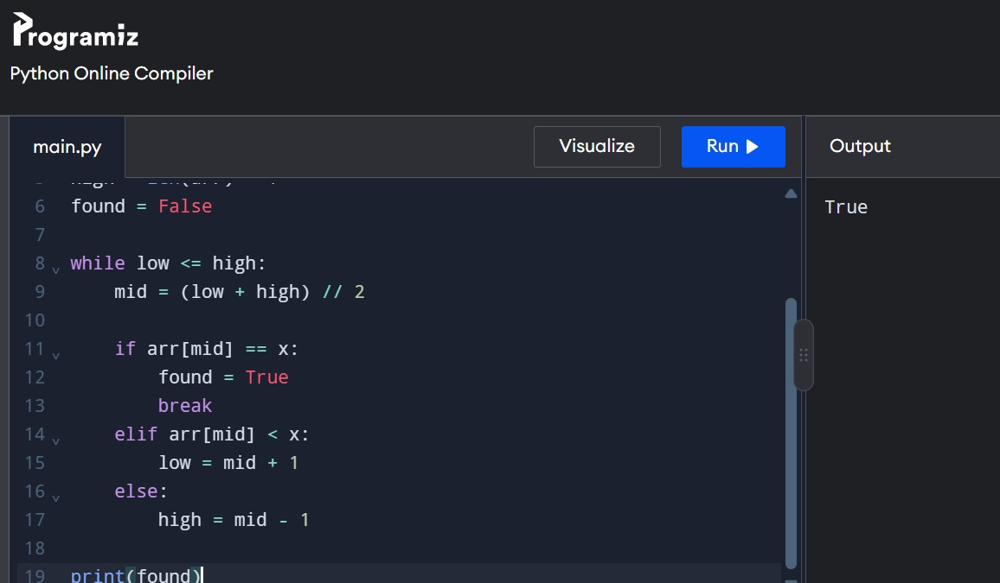 Programiz
Python Online Compiler
main.py
Visualize
Run
Output
True
6 found = False
7
8 while low <= high:
9     mid = (low + high) // 2
10
11     if arr[mid] == x:
12         found = True
13         break
14     elif arr[mid] < x:
15         low = mid + 1
16     else:
17         high = mid - 1
18
19 print(found)